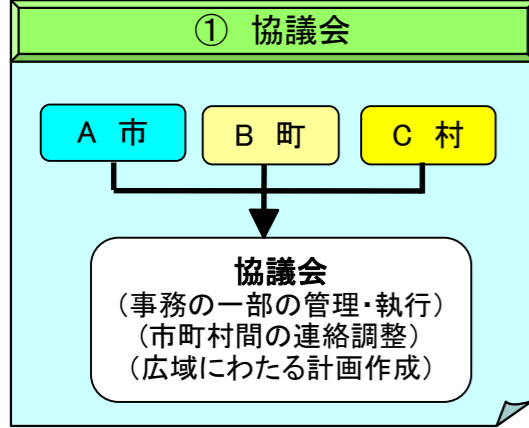 ① 協議会
A 市
B 町
C 村
協議会
(事務の一部の管理・執行)
(市町村間の連絡調整)
(広域にわたる計画作成)